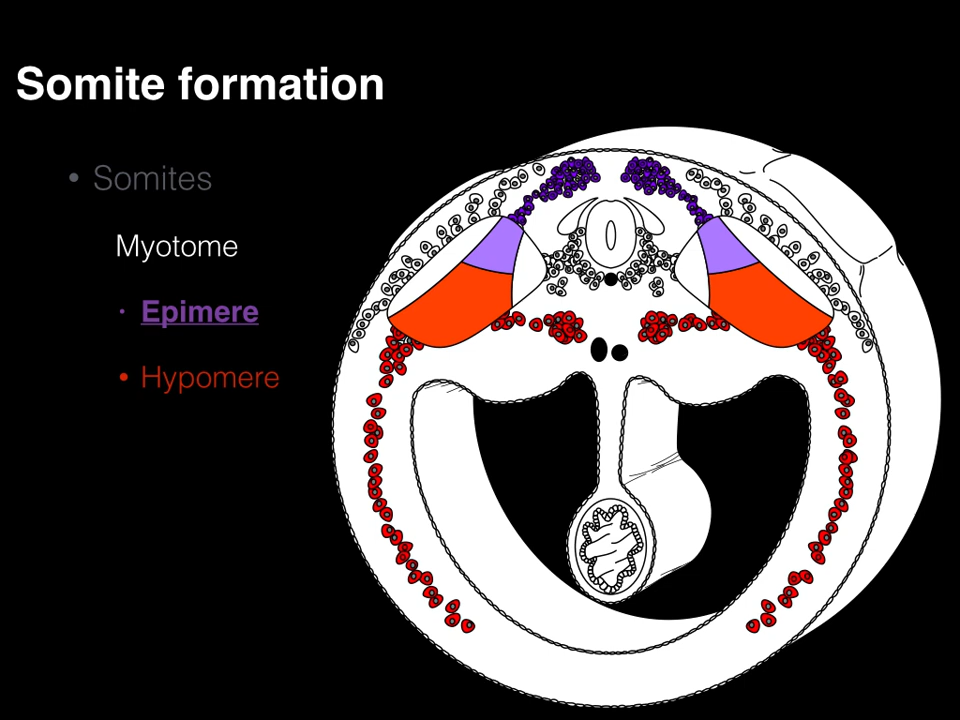 Somite formation
• Somites
Myotome
• Epimere
• Hypomere